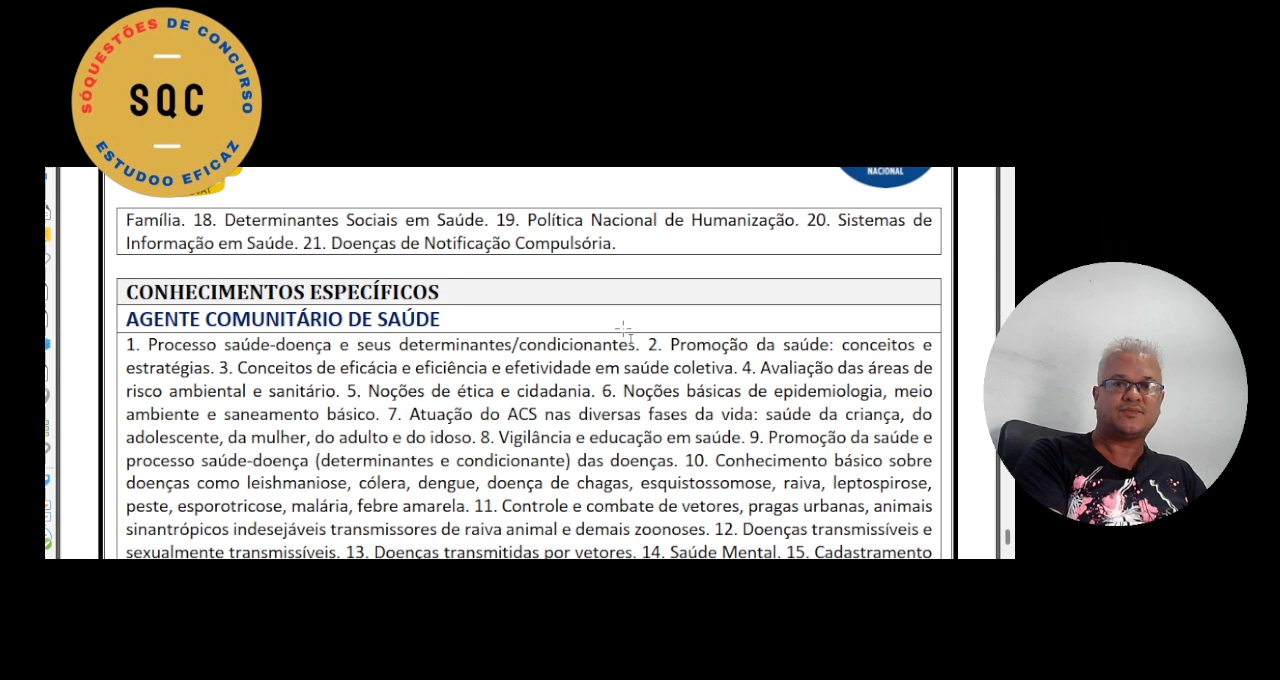 SÓQUESTÕES DE CONCURSO
SQC
ESTUDOO EFICAZ
NACIONAL
Família. 18. Determinantes Sociais em Saúde. 19. Política Nacional de Humanização. 20. Sistemas de
Informação em Saúde. 21. Doenças de Notificação Compulsória.
CONHECIMENTOS ESPECÍFICOS
AGENTE COMUNITÁRIO DE SAÚDE
1. Processo saúde-doença e seus determinantes/condicionantes. 2. Promoção da saúde: conceitos e
estratégias. 3. Conceitos de eficácia e eficiência e efetividade em saúde coletiva. 4. Avaliação das áreas de
risco ambiental e sanitário. 5. Noções de ética e cidadania. 6. Noções básicas de epidemiologia, meio
ambiente e saneamento básico. 7. Atuação do ACS nas diversas fases da vida: saúde da criança, do
adolescente, da mulher, do adulto e do idoso. 8. Vigilância e educação em saúde. 9. Promoção da saúde e
processo saúde-doença (determinantes e condicionante) das doenças. 10. Conhecimento básico sobre
doenças como leishmaniose, cólera, dengue, doença de chagas, esquistossomose, raiva, leptospirose,
peste, esporotricose, malária, febre amarela. 11. Controle e combate de vetores, pragas urbanas, animais
sinantrópicos indesejáveis transmissores de raiva animal e demais zoonoses. 12. Doenças transmissíveis e
sexualmente transmissíveis. 13. Doenças transmitidas por vetores. 14. Saúde Mental. 15. Cadastramento